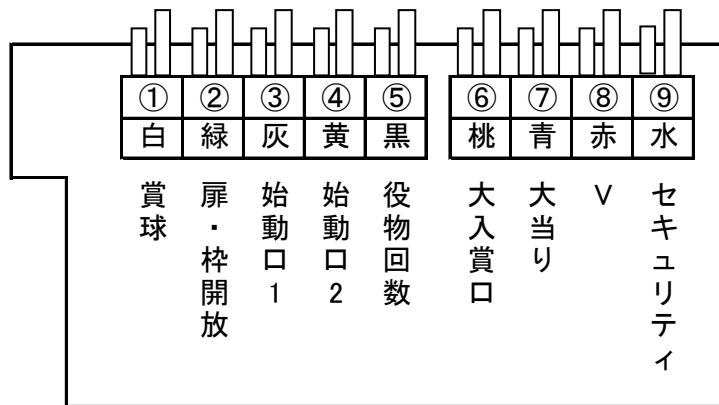 ① ② ③ ④ ⑤ ⑥ ⑦ ⑧ ⑨
白 緑 灰 黄 黒 桃 青 赤 水
賞球
扉・枠開放
始動口1
始動口2
役物回数
大入賞口
大当り
V
セキュリティ